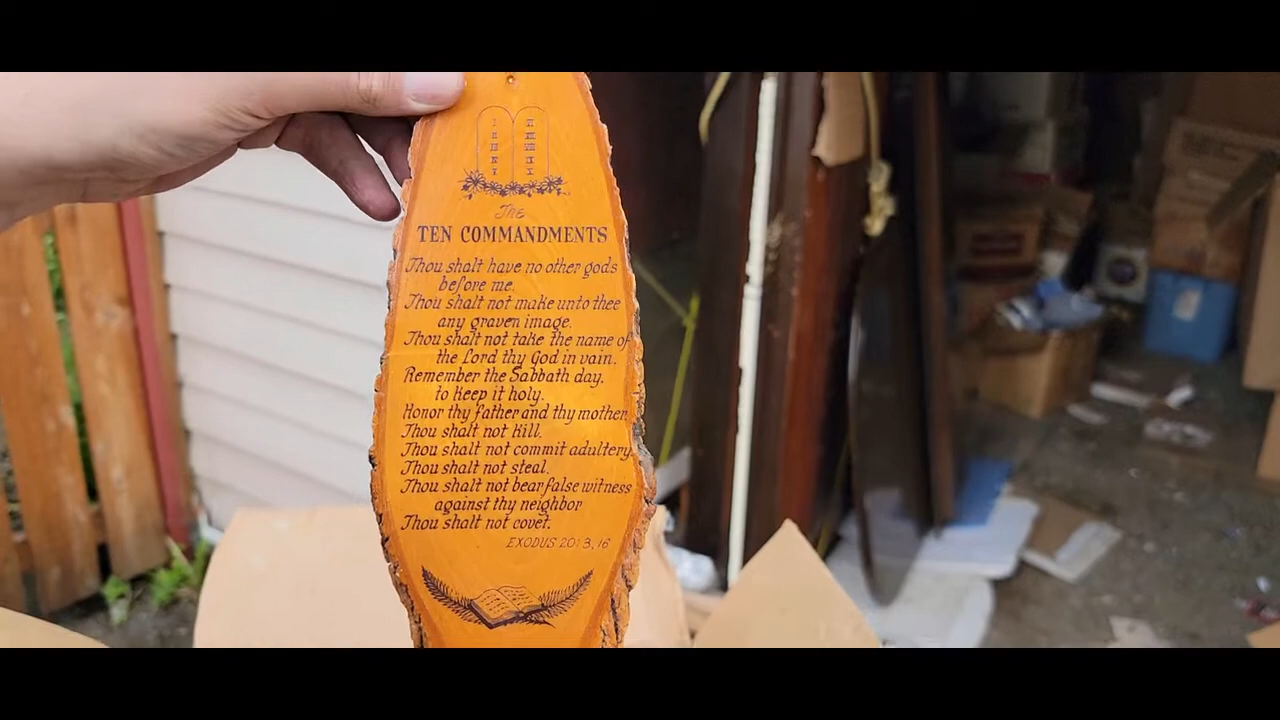 The
TEN COMMANDMENTS
Thou shalt have no other gods
before me.
Thou shalt not make unto thee
any graven image.
Thou shalt not take the name of
the Lord thy God in vain.
Remember the Sabbath day,
to keep it holy.
Honor thy father and thy mother.
Thou shalt not kill.
Thou shalt not commit adultery.
Thou shalt not steal.
Thou shalt not bear false witness
against thy neighbor
Thou shalt not covet.
EXODUS 20: 3, 16